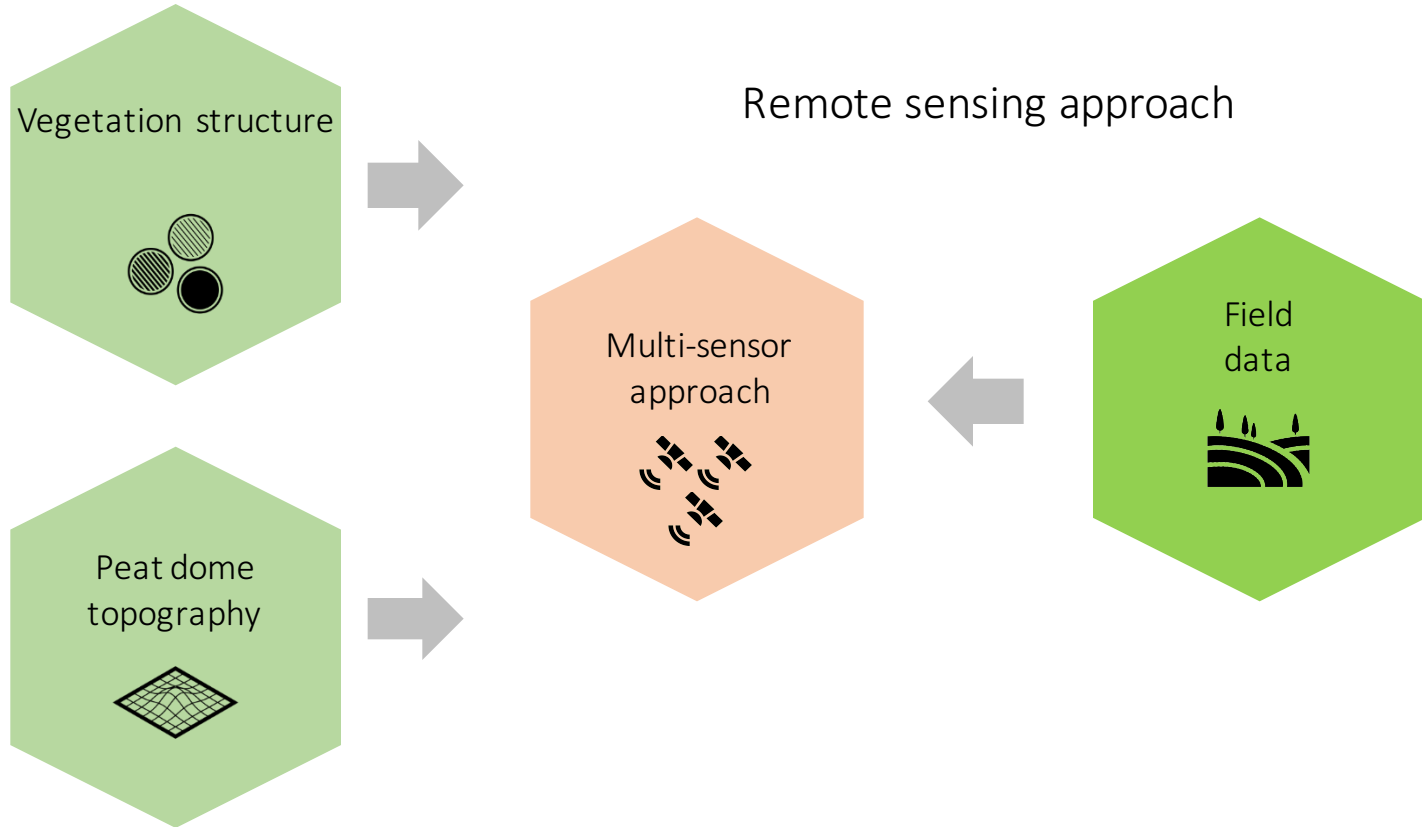 Vegetation structure
Remote sensing approach
Multi-sensor
approach
Field
data
Peat dome
topography